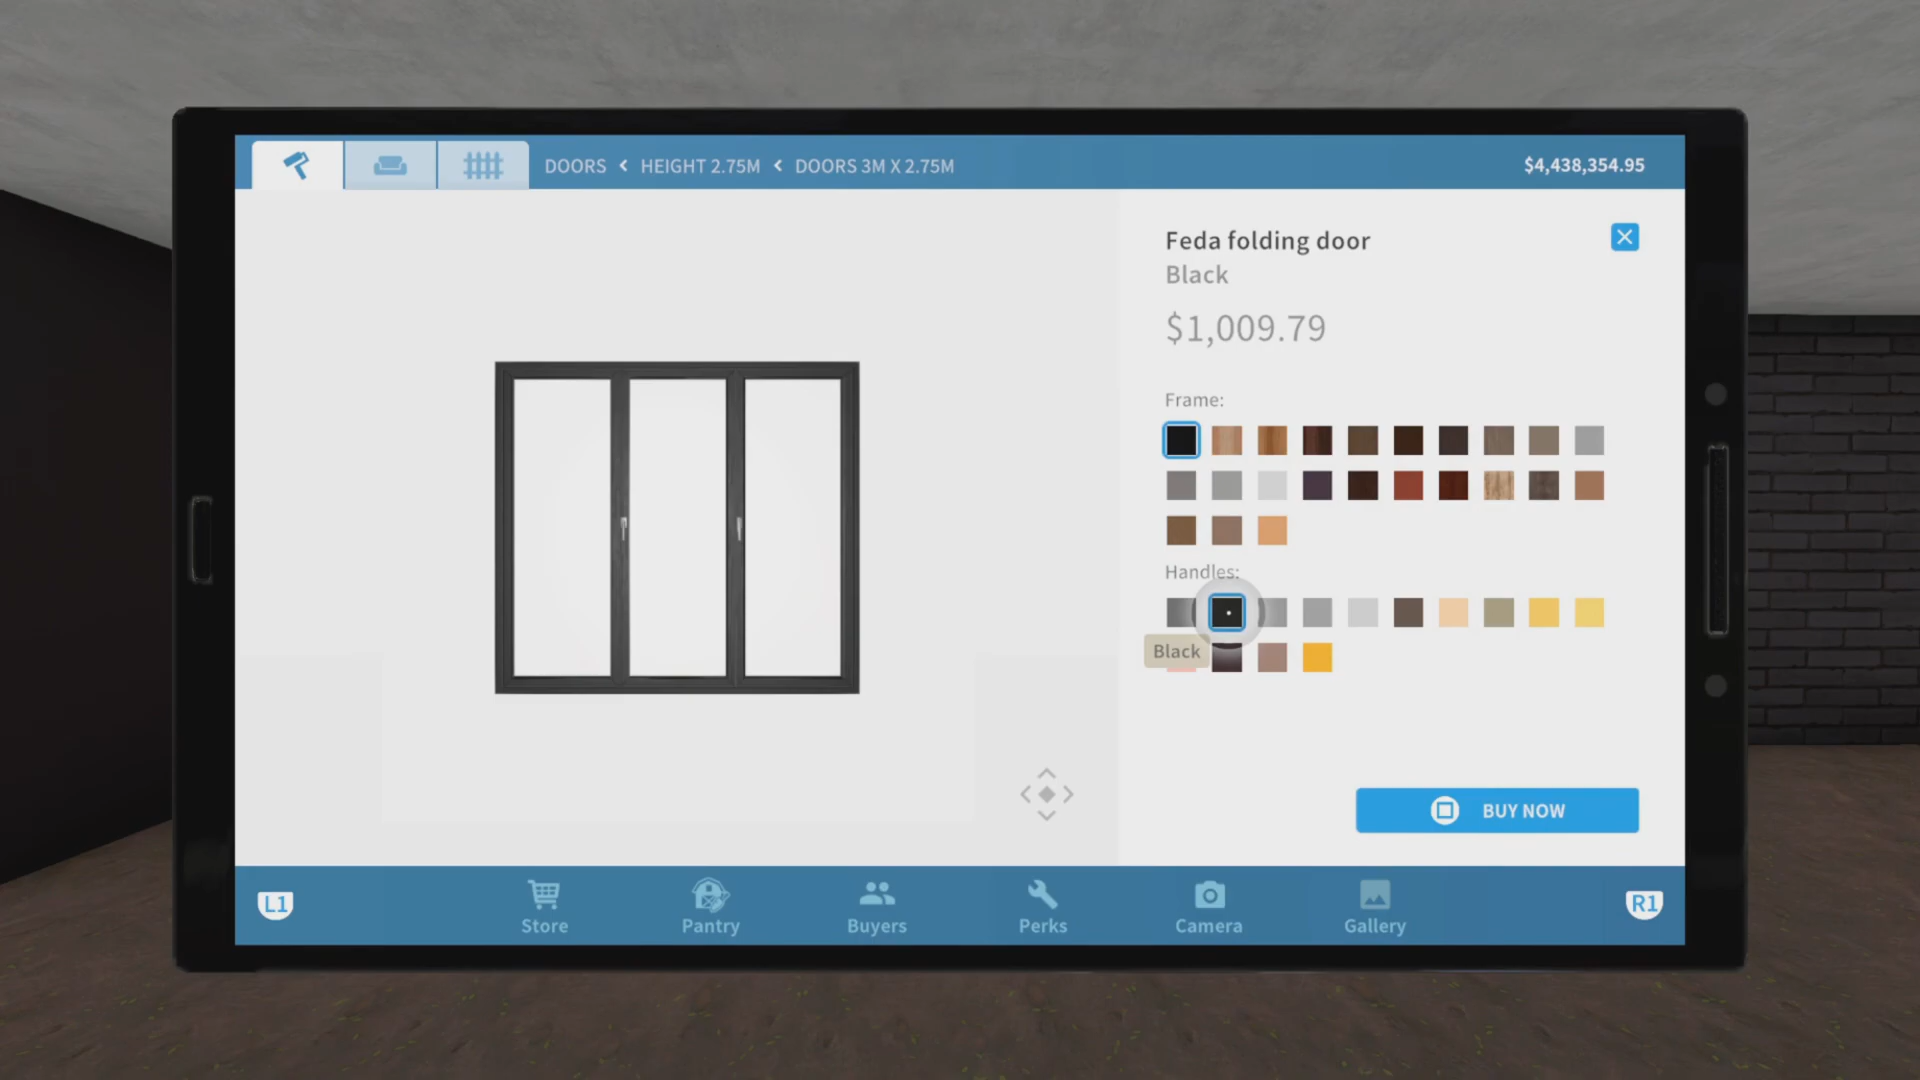 DOORS < HEIGHT 2.75M < DOORS 3M X 2.75M
$4,438,354.95
Feda folding door
Black
$1,009.79
Frame:
Handles:
Black
BUY NOW
L1
Store
Pantry
Buyers
Perks
Camera
Gallery
R1